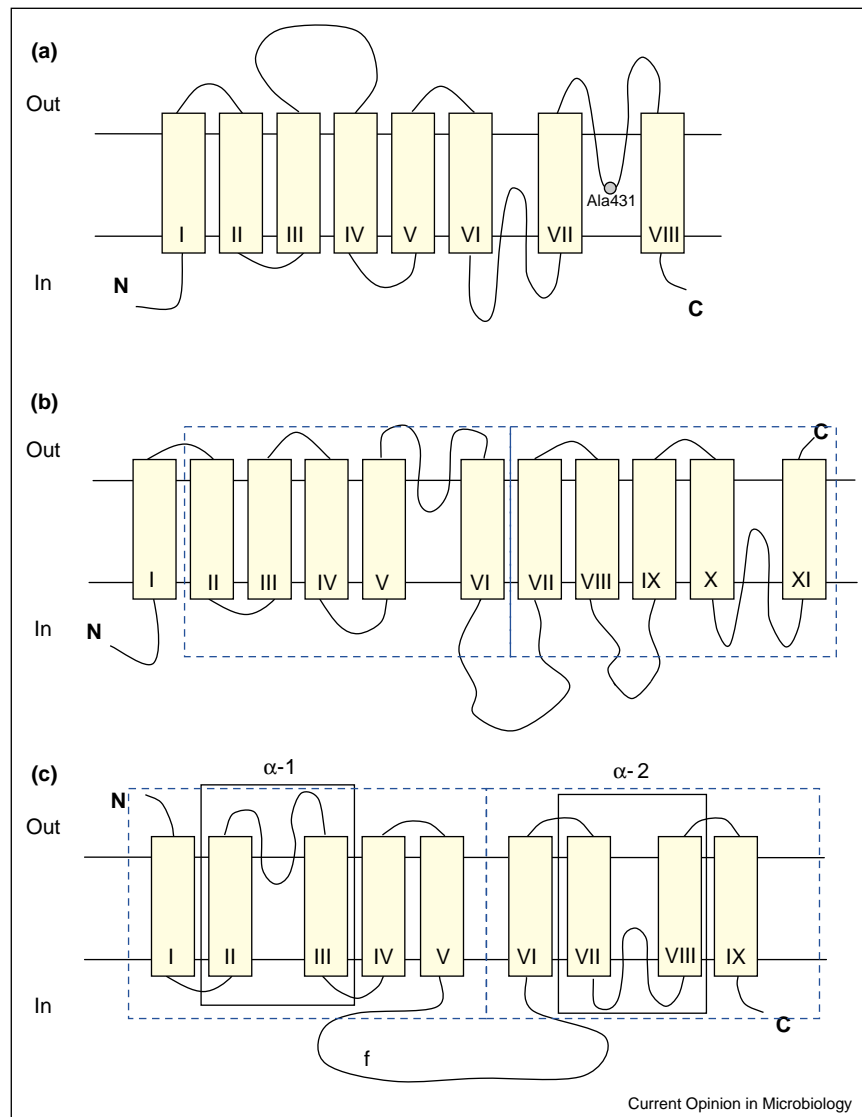 (a)
Out
Ala431
I II III IV V VI VII VIII
In
N
C
(b)
Out
C
I II III IV V VI VII VIII IX X XI
In
N
(c)
α-1 α-2
N
Out
I II III IV V VI VII VIII IX
In
C
f
Current Opinion in Microbiology